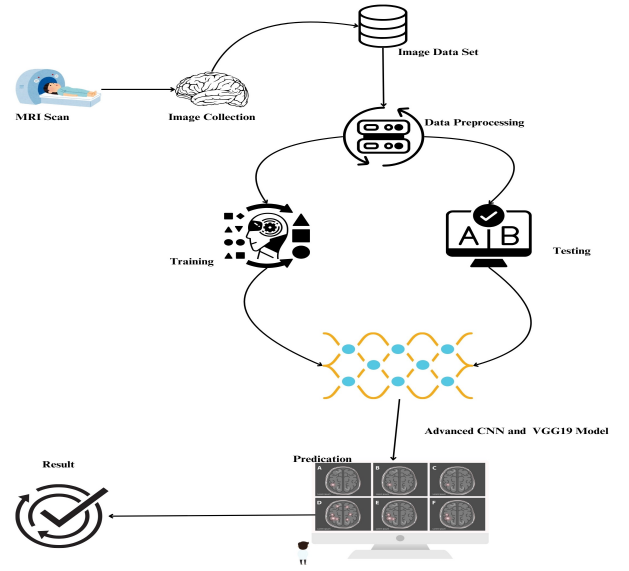 Image Data Set
MRI Scan
Image Collection
Data Preprocessing
A B
Training
Testing
Advanced CNN and VGG19 Model
Predication
Result
A B C
D E F